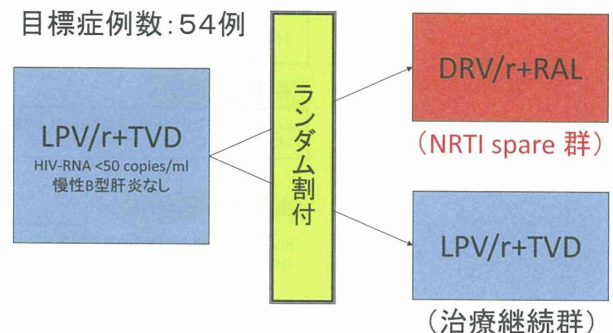 目標症例数:54例
LPV/r+TVD
HIV-RNA <50 copies/ml
慢性B型肝炎なし
ランダム割付
DRV/r+RAL
(NRTI spare 群)
LPV/r+TVD
(治療継続群)